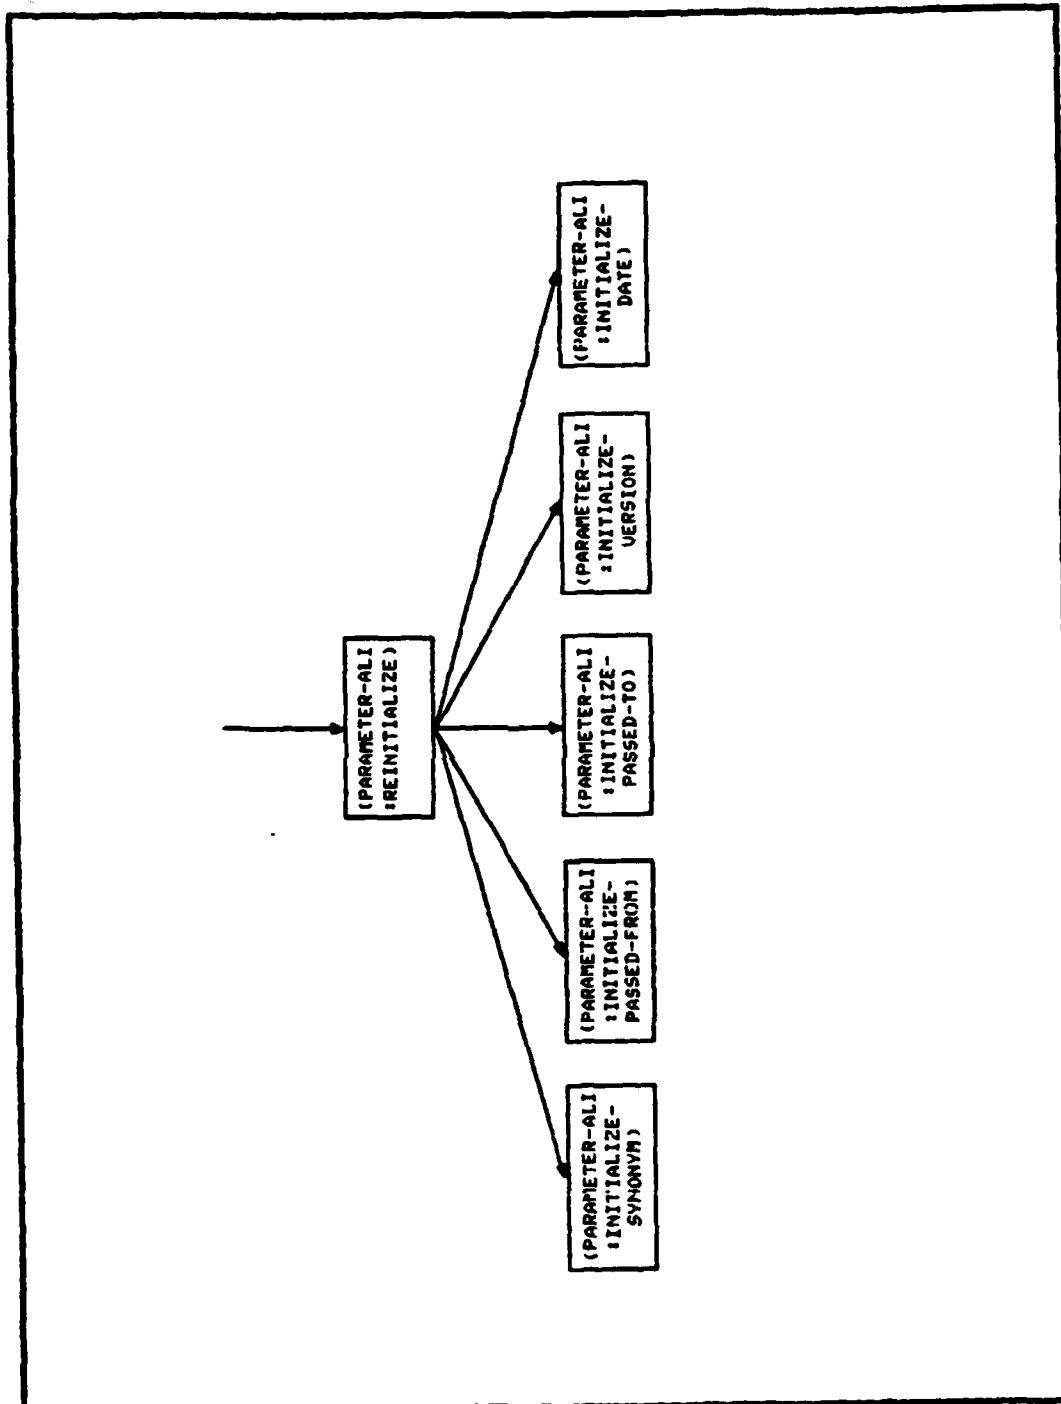 (PARAMETER-ALI
:REINITIALIZE)
(PARAMETER-ALI
:INITIALIZE-
SYNONYM)
(PARAMETER-ALI
:INITIALIZE-
PASSED-FROM)
(PARAMETER-ALI
:INITIALIZE-
PASSED-TO)
(PARAMETER-ALI
:INITIALIZE-
VERSION)
(PARAMETER-ALI
:INITIALIZE-
DATE)